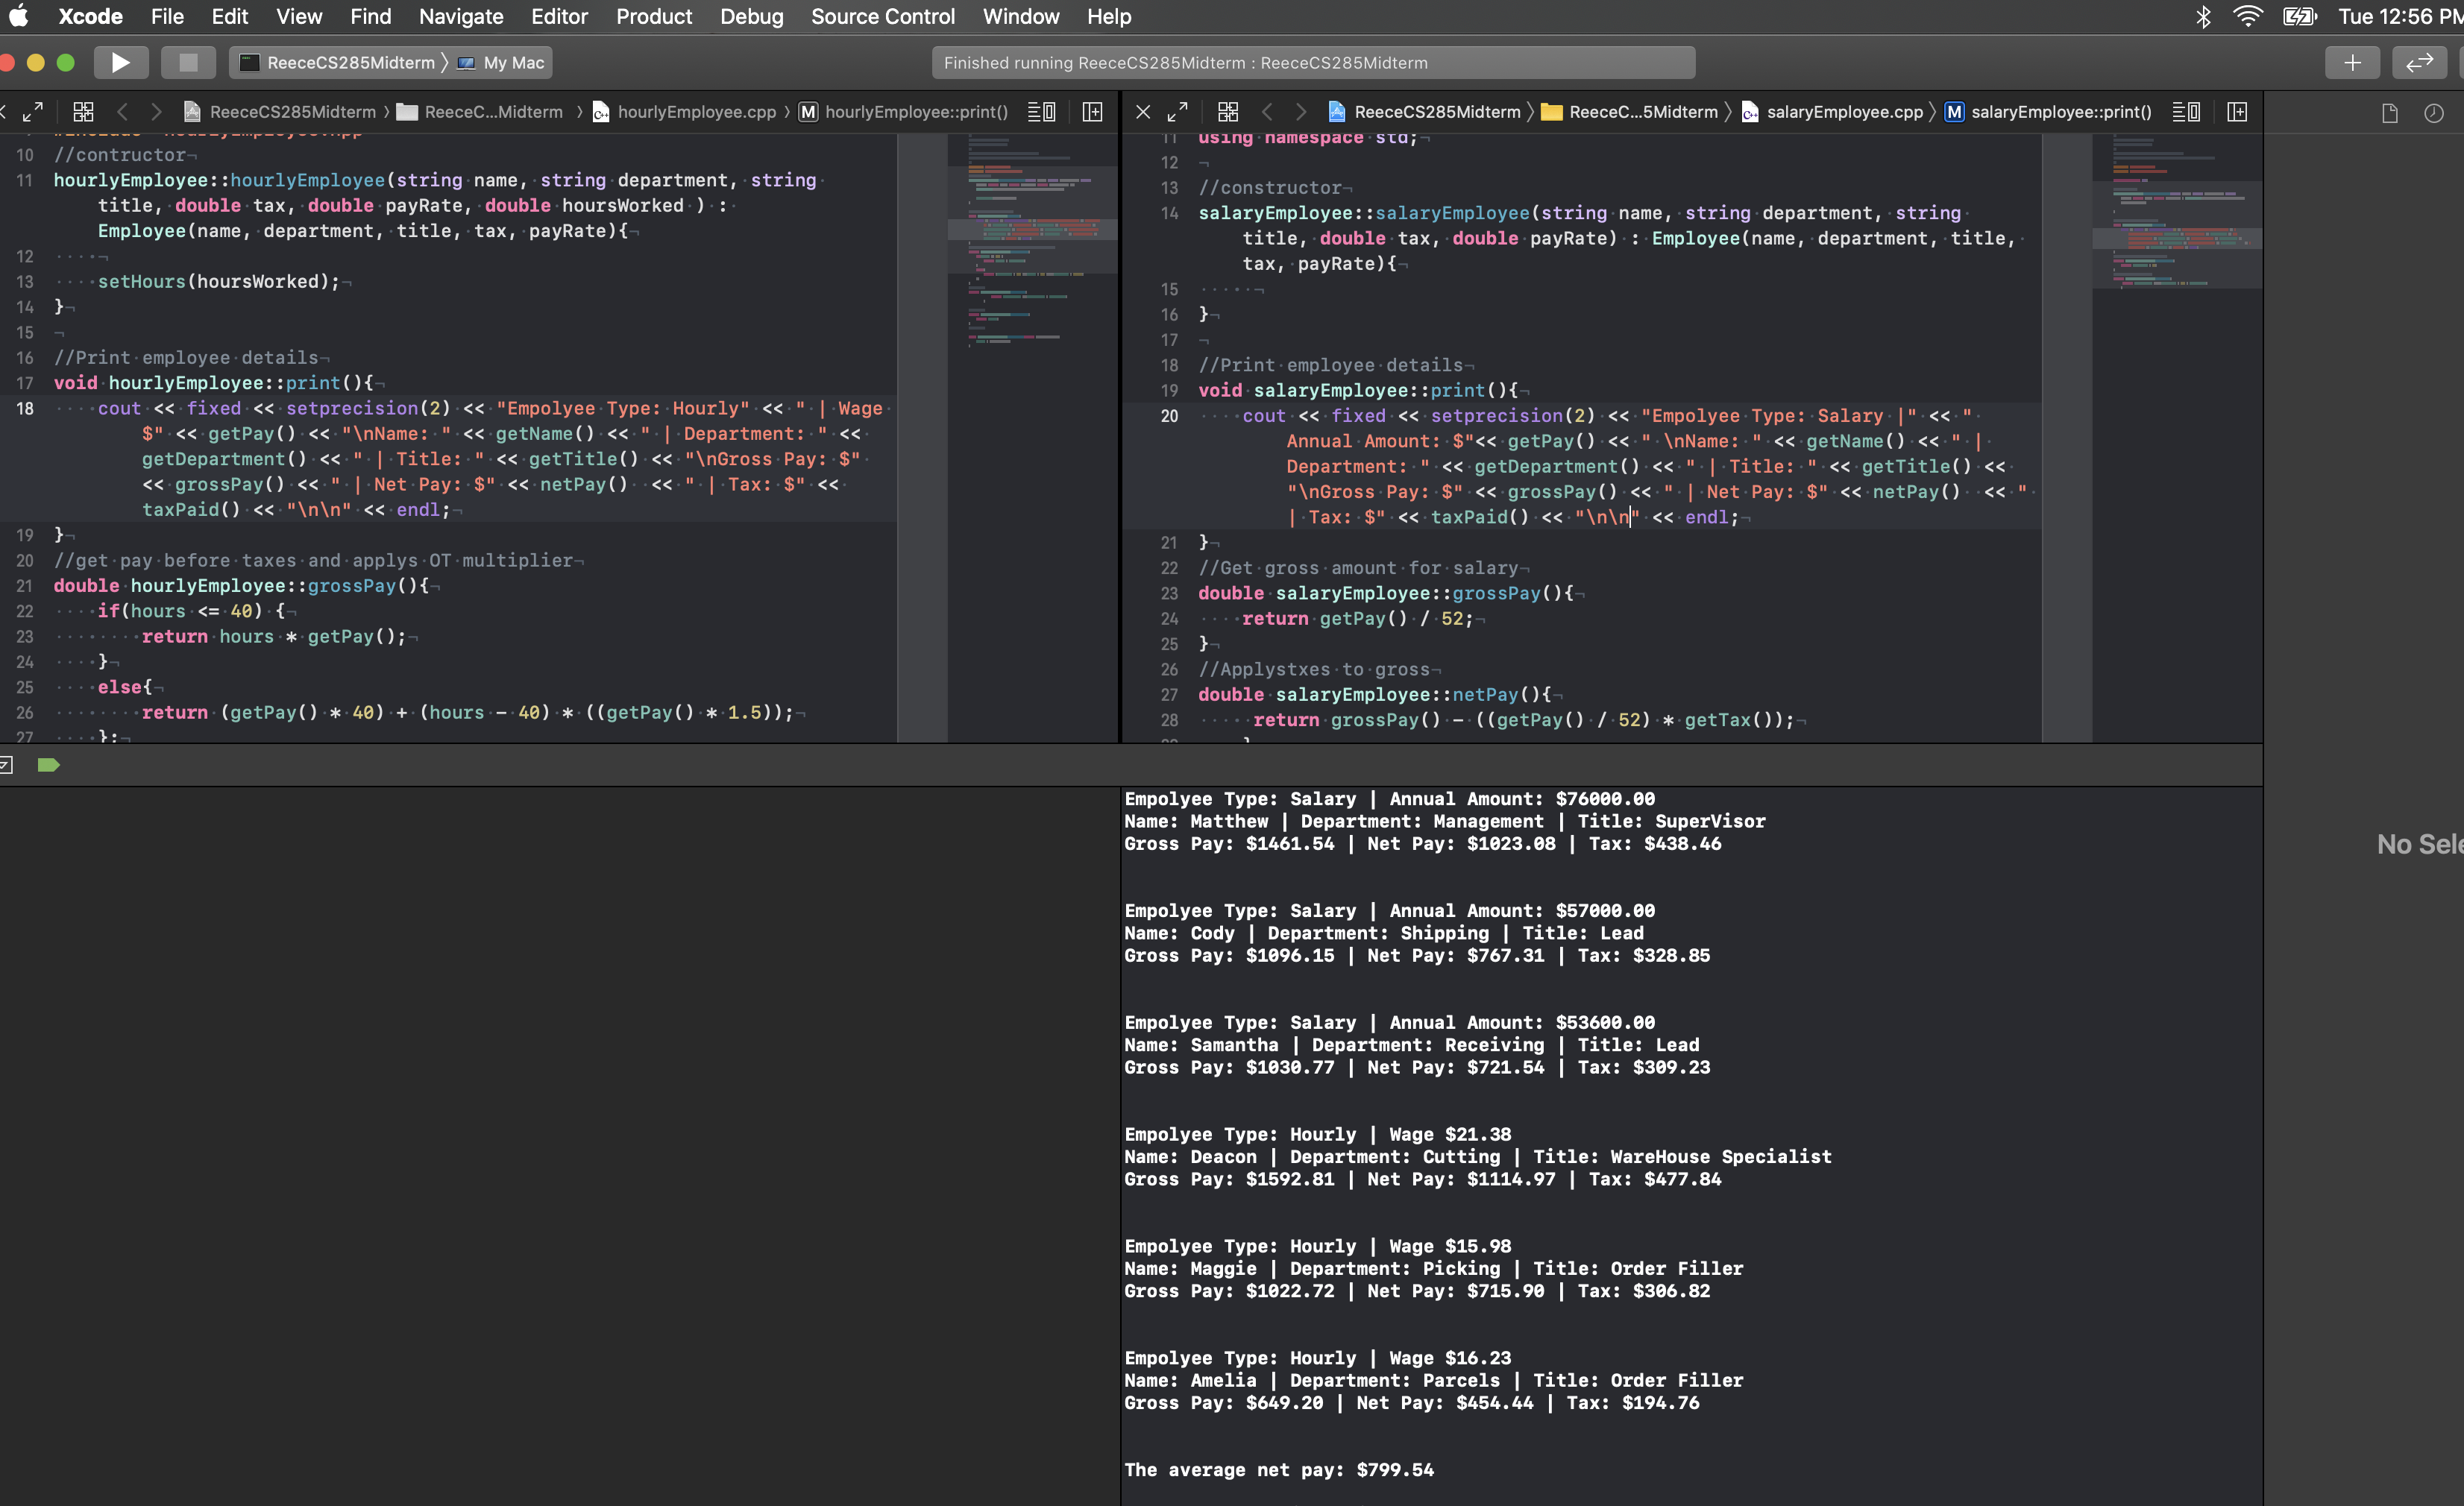 Xcode File Edit View Find Navigate Editor Product Debug Source Control Window Help Tue 12:56 PM
ReeceCS285Midterm 〉 My Mac Finished running ReeceCS285Midterm : ReeceCS285Midterm
ReeceCS285Midterm 〉 ReeceC...Midterm 〉 hourlyEmployee.cpp 〉 M hourlyEmployee::print()
10 //contructor
11 hourlyEmployee::hourlyEmployee(string name, string department, string
title, double tax, double payRate, double hoursWorked ) :
Employee(name, department, title, tax, payRate){
12
13 setHours(hoursWorked);
14 }
15
16 //Print employee details
17 void hourlyEmployee::print(){
18 cout << fixed << setprecision(2) << "Empolyee Type: Hourly" << " | Wage
$" << getPay() << "\nName: " << getName() << " | Department: " <<
getDepartment() << " | Title: " << getTitle() << "\nGross Pay: $"
<< grossPay() << " | Net Pay: $" << netPay()  << " | Tax: $" <<
taxPaid() << "\n\n" << endl;
19 }
20 //get pay before taxes and applys OT multiplier
21 double hourlyEmployee::grossPay(){
22 if(hours <= 40) {
23 return hours * getPay();
24 }
25 else{
26 return (getPay() * 40) + (hours - 40) * ((getPay() * 1.5));
27 };
ReeceCS285Midterm 〉 ReeceC...5Midterm 〉 salaryEmployee.cpp 〉 M salaryEmployee::print()
11 using namespace std;
12
13 //constructor
14 salaryEmployee::salaryEmployee(string name, string department, string
title, double tax, double payRate) : Employee(name, department, title,
tax, payRate){
15
16 }
17
18 //Print employee details
19 void salaryEmployee::print(){
20 cout << fixed << setprecision(2) << "Empolyee Type: Salary |" << "
Annual Amount: $"<< getPay() << " \nName: " << getName() << " |
Department: " << getDepartment() << " | Title: " << getTitle() <<
"\nGross Pay: $" << grossPay() << " | Net Pay: $" << netPay()  << "
| Tax: $" << taxPaid() << "\n\n" << endl;
21 }
22 //Get gross amount for salary
23 double salaryEmployee::grossPay(){
24 return getPay() / 52;
25 }
26 //Applystxes to gross
27 double salaryEmployee::netPay(){
28 return grossPay() - ((getPay() / 52) * getTax());
Empolyee Type: Salary | Annual Amount: $76000.00
Name: Matthew | Department: Management | Title: SuperVisor
Gross Pay: $1461.54 | Net Pay: $1023.08 | Tax: $438.46
Empolyee Type: Salary | Annual Amount: $57000.00
Name: Cody | Department: Shipping | Title: Lead
Gross Pay: $1096.15 | Net Pay: $767.31 | Tax: $328.85
Empolyee Type: Salary | Annual Amount: $53600.00
Name: Samantha | Department: Receiving | Title: Lead
Gross Pay: $1030.77 | Net Pay: $721.54 | Tax: $309.23
Empolyee Type: Hourly | Wage $21.38
Name: Deacon | Department: Cutting | Title: WareHouse Specialist
Gross Pay: $1592.81 | Net Pay: $1114.97 | Tax: $477.84
Empolyee Type: Hourly | Wage $15.98
Name: Maggie | Department: Picking | Title: Order Filler
Gross Pay: $1022.72 | Net Pay: $715.90 | Tax: $306.82
Empolyee Type: Hourly | Wage $16.23
Name: Amelia | Department: Parcels | Title: Order Filler
Gross Pay: $649.20 | Net Pay: $454.44 | Tax: $194.76
The average net pay: $799.54
No Sele